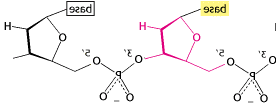 base base
H O H O
5' 3' 5' 3'
O O O O
P P
O O O O
− − −